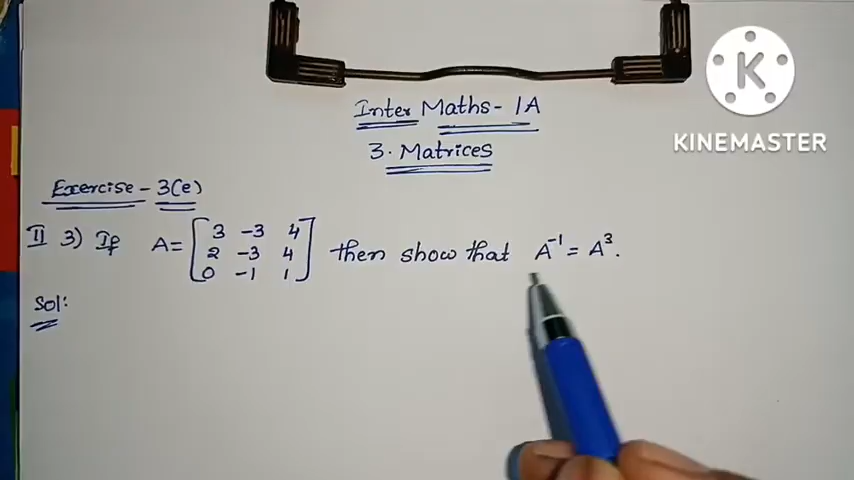 Inter Maths - 1A
3. Matrices
K
KINEMASTER
Exercise - 3(e)
II 3) If A = [3 -3 4
2 -3 4
0 -1 1] then show that A⁻¹ = A³.
Sol: